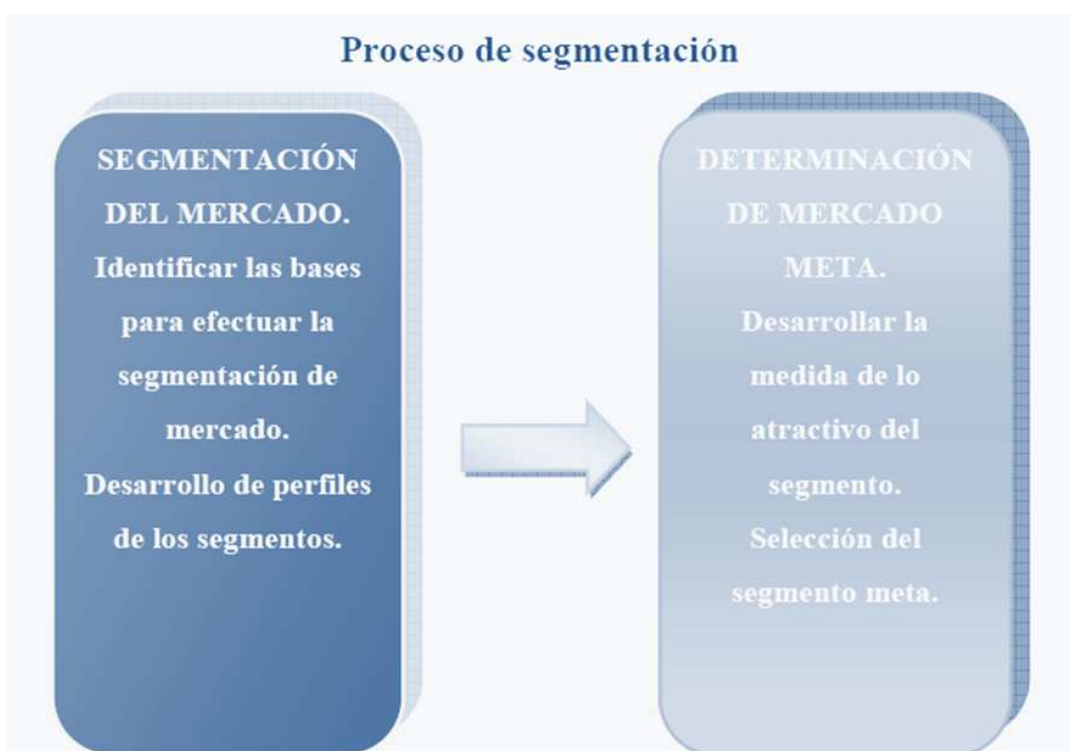 Proceso de segmentación
SEGMENTACIÓN
DEL MERCADO.
Identificar las bases
para efectuar la
segmentación de
mercado.
Desarrollo de perfiles
de los segmentos.
DETERMINACIÓN
DE MERCADO
META.
Desarrollar la
medida de lo
atractivo del
segmento.
Selección del
segmento meta.